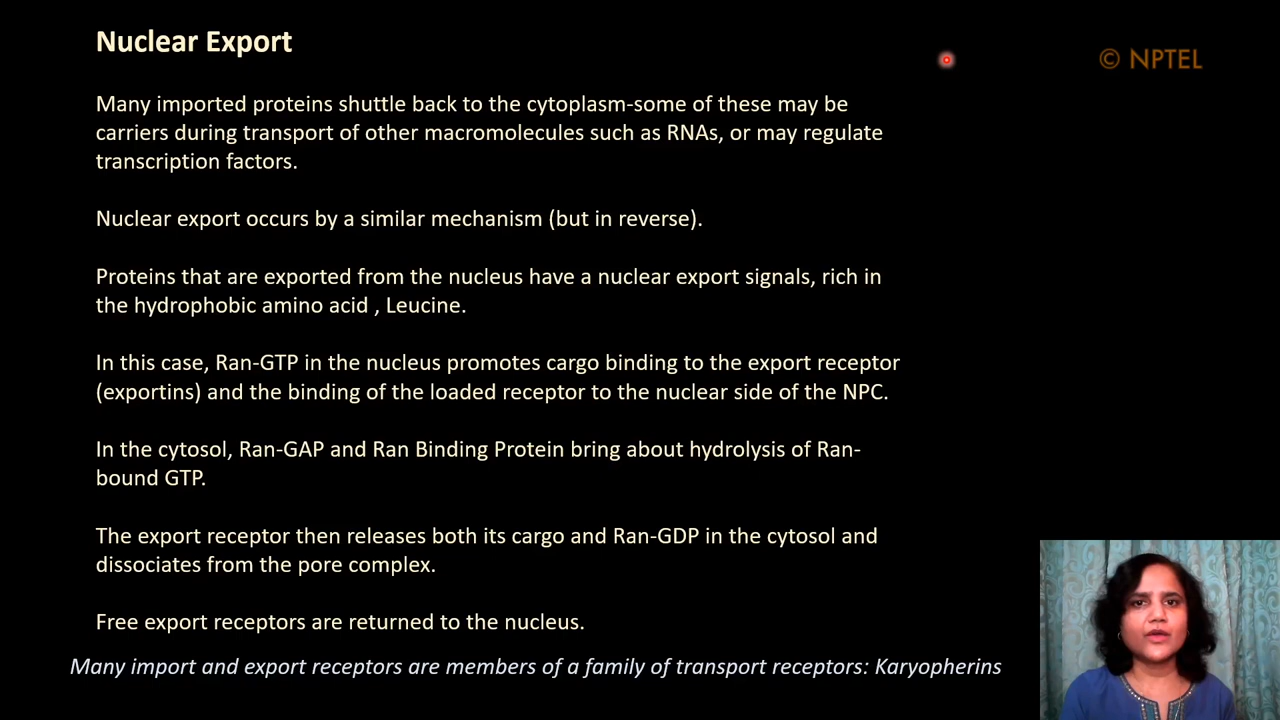 Nuclear Export
© NPTEL
Many imported proteins shuttle back to the cytoplasm-some of these may be
carriers during transport of other macromolecules such as RNAs, or may regulate
transcription factors.
Nuclear export occurs by a similar mechanism (but in reverse).
Proteins that are exported from the nucleus have a nuclear export signals, rich in
the hydrophobic amino acid , Leucine.
In this case, Ran-GTP in the nucleus promotes cargo binding to the export receptor
(exportins) and the binding of the loaded receptor to the nuclear side of the NPC.
In the cytosol, Ran-GAP and Ran Binding Protein bring about hydrolysis of Ran-
bound GTP.
The export receptor then releases both its cargo and Ran-GDP in the cytosol and
dissociates from the pore complex.
Free export receptors are returned to the nucleus.
Many import and export receptors are members of a family of transport receptors: Karyopherins